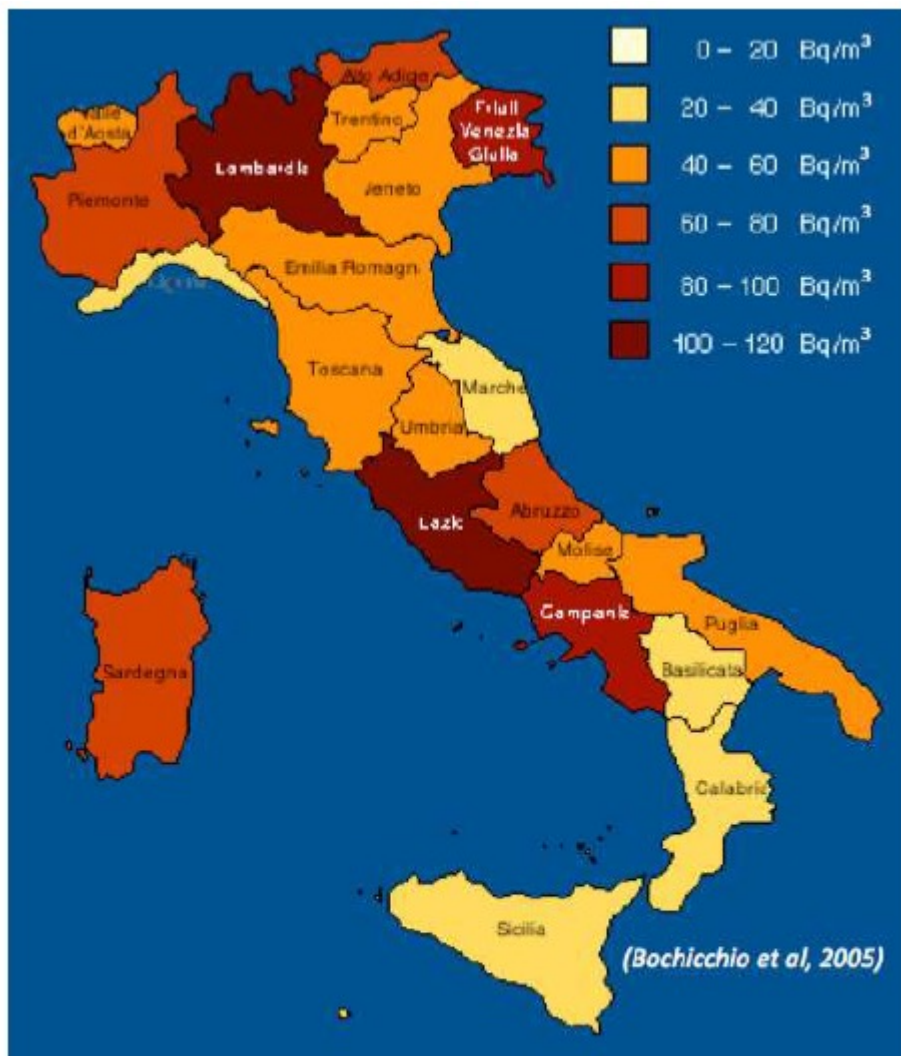 0 – 20 Bq/m³
20 – 40 Bq/m³
40 – 60 Bq/m³
60 – 80 Bq/m³
80 – 100 Bq/m³
100 – 120 Bq/m³
Alto Adige
Valle
d'Aosta
Trentino
Friuli
Venezia
Giulia
Lombardia
Veneto
Piemonte
Emilia Romagn
Toscana
Marche
Umbria
Lazio
Abruzzo
Molise
Campania
Puglia
Basilicata
Sardegna
Calabria
Sicilia
(Bochicchio et al, 2005)